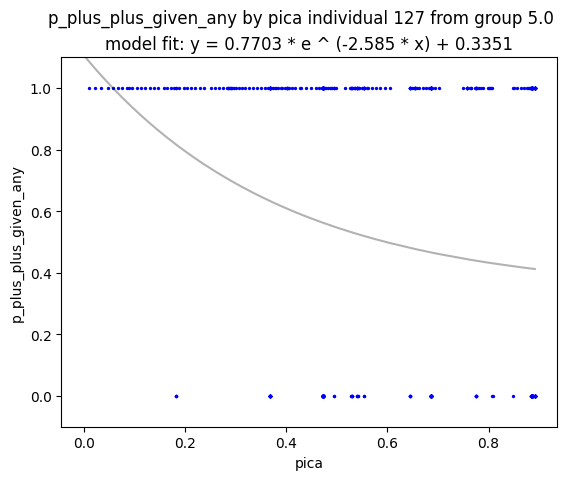 p_plus_plus_given_any by pica individual 127 from group 5.0
model fit: y = 0.7703 * e ^ (-2.585 * x) + 0.3351
1.0
0.8
0.6
0.4
0.2
0.0
p_plus_plus_given_any
0.0 0.2 0.4 0.6 0.8
pica